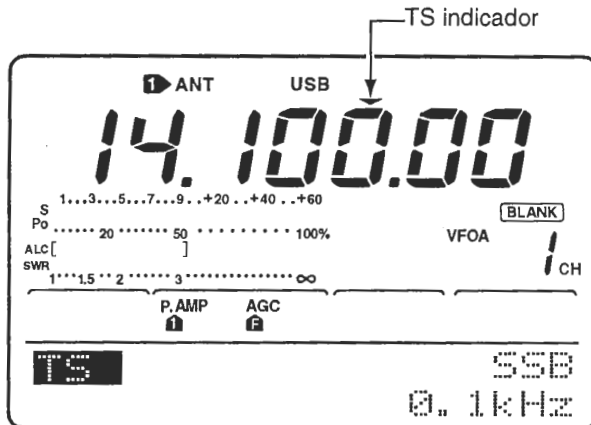 TS indicador
1 ANT USB
14.100.00
S 1...3...5...7...9..+20 ..+40 ..+60
Po ..... 20 ...... 50 .......... 100%
BLANK
VFOA 1 CH
ALC [ ]
SWR 1....1.5..2.....3............∞
P.AMP AGC
1 F
TS SSB
0.1kHz